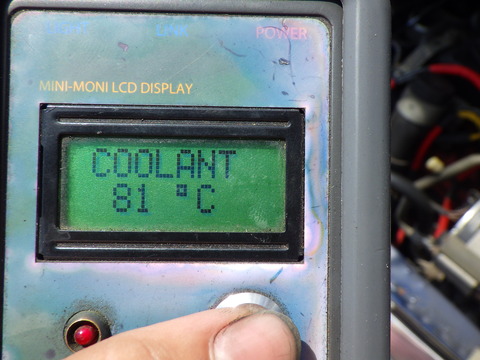 POWER
MINI-MONI LCD DISPLAY
COOLANT
81 °C